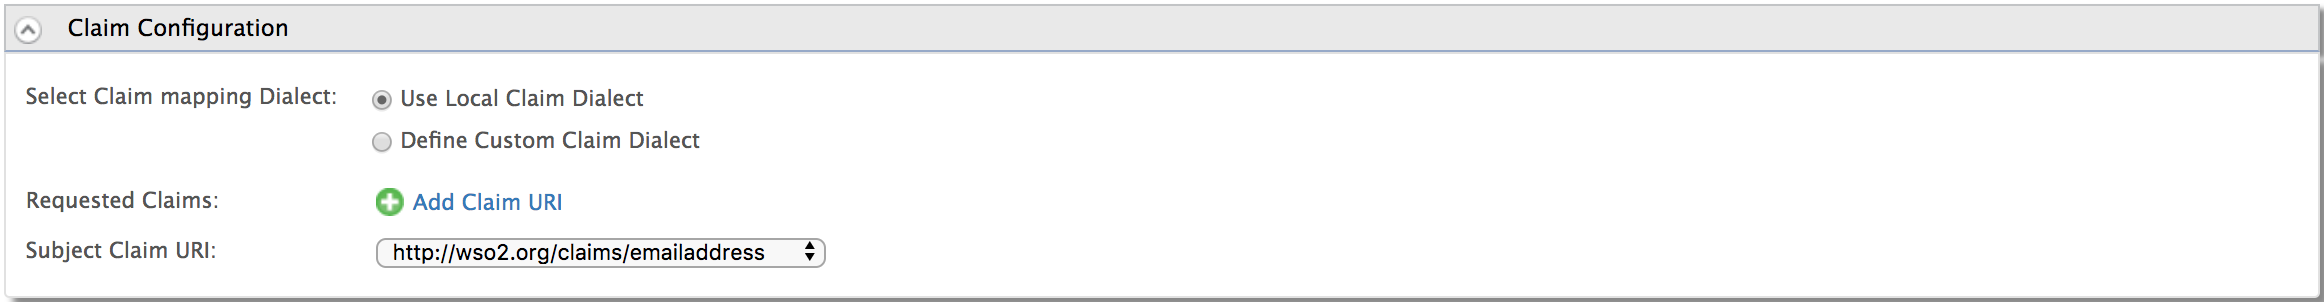 Claim Configuration
Select Claim mapping Dialect: Use Local Claim Dialect
Define Custom Claim Dialect
Requested Claims: Add Claim URI
Subject Claim URI: http://wso2.org/claims/emailaddress